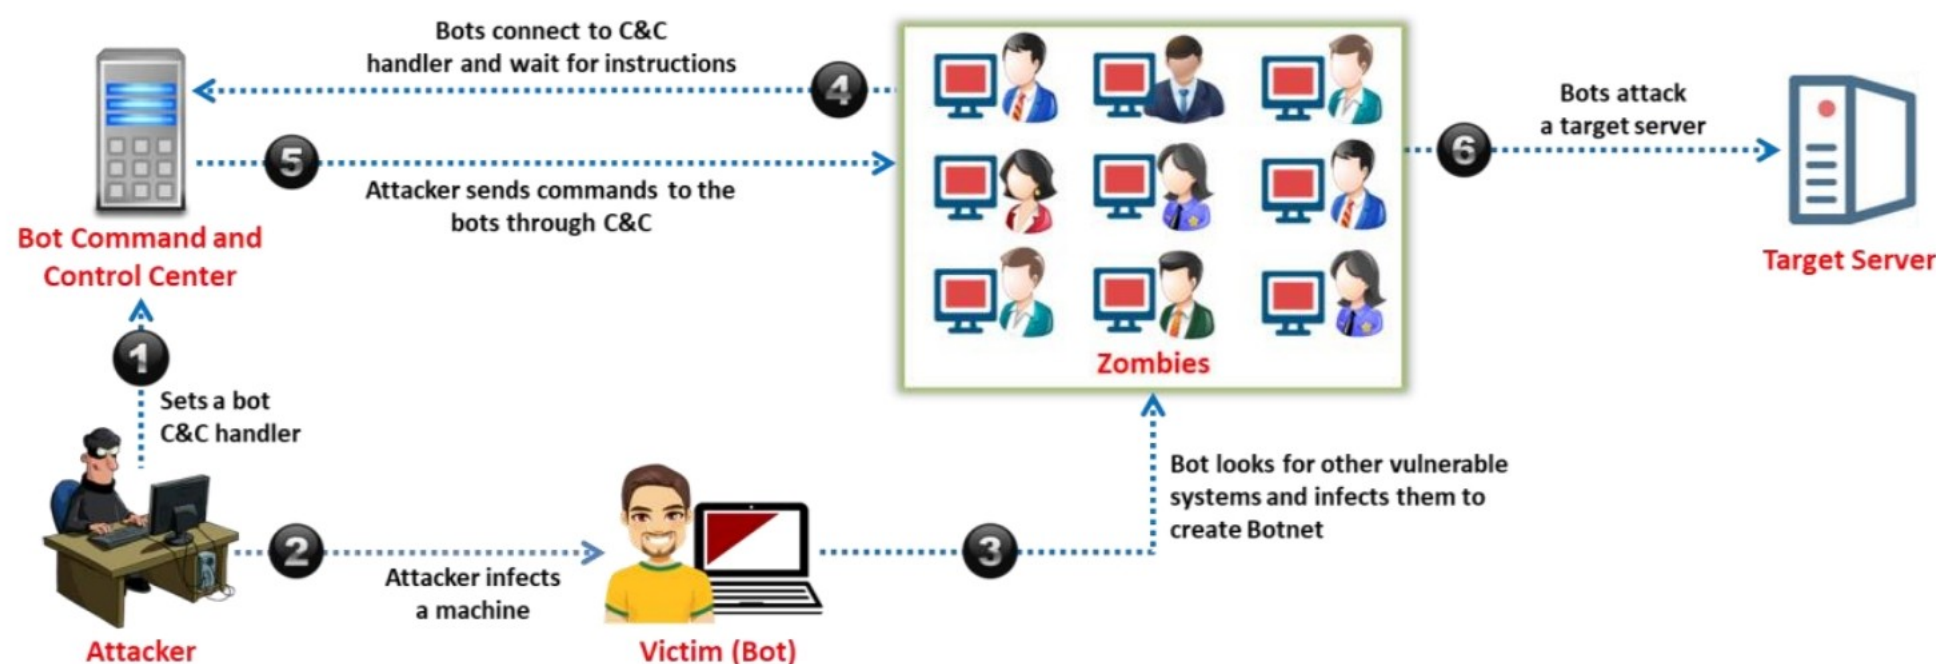 Bots connect to C&C
handler and wait for instructions
4
5
Attacker sends commands to the
bots through C&C
Bot Command and
Control Center
1
Sets a bot
C&C handler
Attacker
2
Attacker infects
a machine
Victim (Bot)
3
Bot looks for other vulnerable
systems and infects them to
create Botnet
Zombies
6
Bots attack
a target server
Target Server